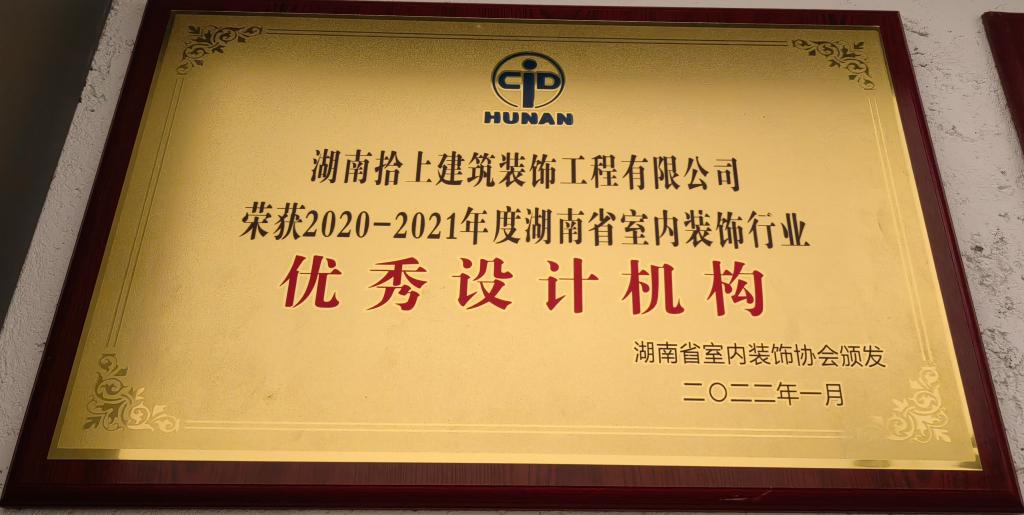 CID
HUNAN
湖南拾上建筑装饰工程有限公司
荣获2020-2021年度湖南省室内装饰行业
优秀设计机构
湖南省室内装饰协会颁发
二〇二二年一月